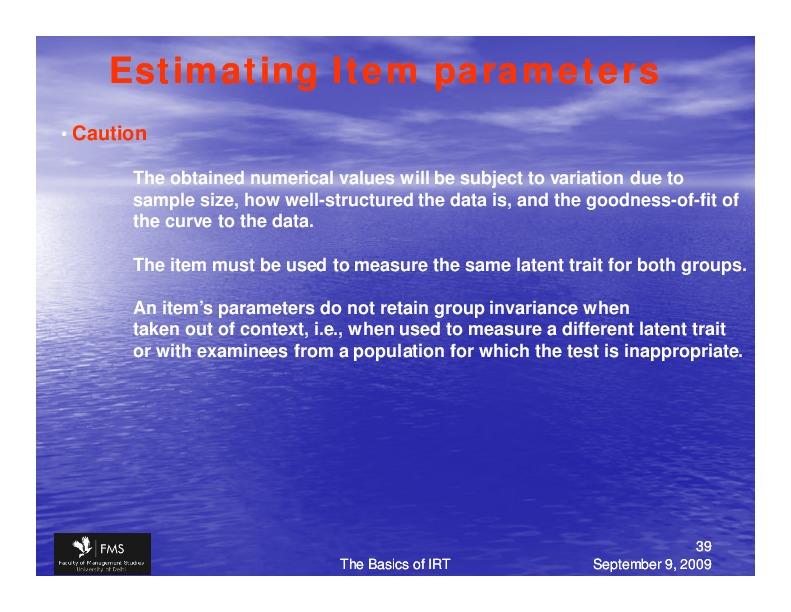 Estimating Item parameters
• Caution
The obtained numerical values will be subject to variation due to
sample size, how well-structured the data is, and the goodness-of-fit of
the curve to the data.
The item must be used to measure the same latent trait for both groups.
An item’s parameters do not retain group invariance when
taken out of context, i.e., when used to measure a different latent trait
or with examinees from a population for which the test is inappropriate.
FMS
Faculty of Management Studies
University of Delhi
The Basics of IRT
39
September 9, 2009